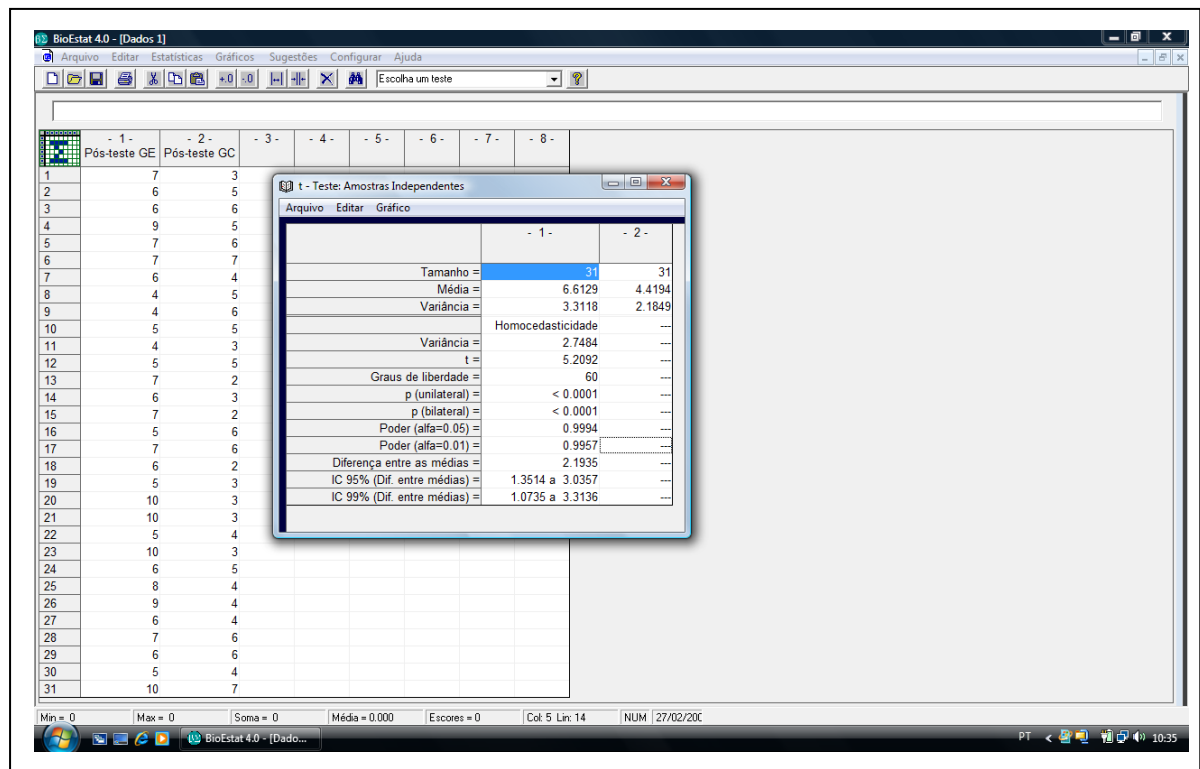 BioEstat 4.0 - [Dados 1]
Arquivo Editar Estatísticas Gráficos Sugestões Configurar Ajuda
Escolha um teste
- 1 - - 2 - - 3 - - 4 - - 5 - - 6 - - 7 - - 8 -
Pós-teste GE Pós-teste GC
1 7 3
2 6 5
3 6 6
4 9 5
5 7 6
6 7 7
7 6 4
8 4 5
9 4 6
10 5 5
11 4 3
12 5 5
13 7 2
14 6 3
15 7 2
16 5 6
17 7 6
18 6 2
19 5 3
20 10 3
21 10 3
22 5 4
23 10 3
24 6 5
25 8 4
26 9 4
27 6 4
28 7 6
29 6 6
30 5 4
31 10 7
t - Teste: Amostras Independentes
Arquivo Editar Gráfico
- 1 - - 2 -
Tamanho = 31 31
Média = 6.6129 4.4194
Variância = 3.3118 2.1849
Homocedasticidade ---
Variância = 2.7484 ---
t = 5.2092 ---
Graus de liberdade = 60 ---
p (unilateral) = < 0.0001 ---
p (bilateral) = < 0.0001 ---
Poder (alfa=0.05) = 0.9994 ---
Poder (alfa=0.01) = 0.9957 ---
Diferença entre as médias = 2.1935 ---
IC 95% (Dif. entre médias) = 1.3514 a 3.0357 ---
IC 99% (Dif. entre médias) = 1.0735 a 3.3136 ---
Min = 0 Max = 0 Soma = 0 Média = 0.000 Escores = 0 Col: 5 Lin: 14 NUM 27/02/200
BioEstat 4.0 - [Dado... PT 10:35